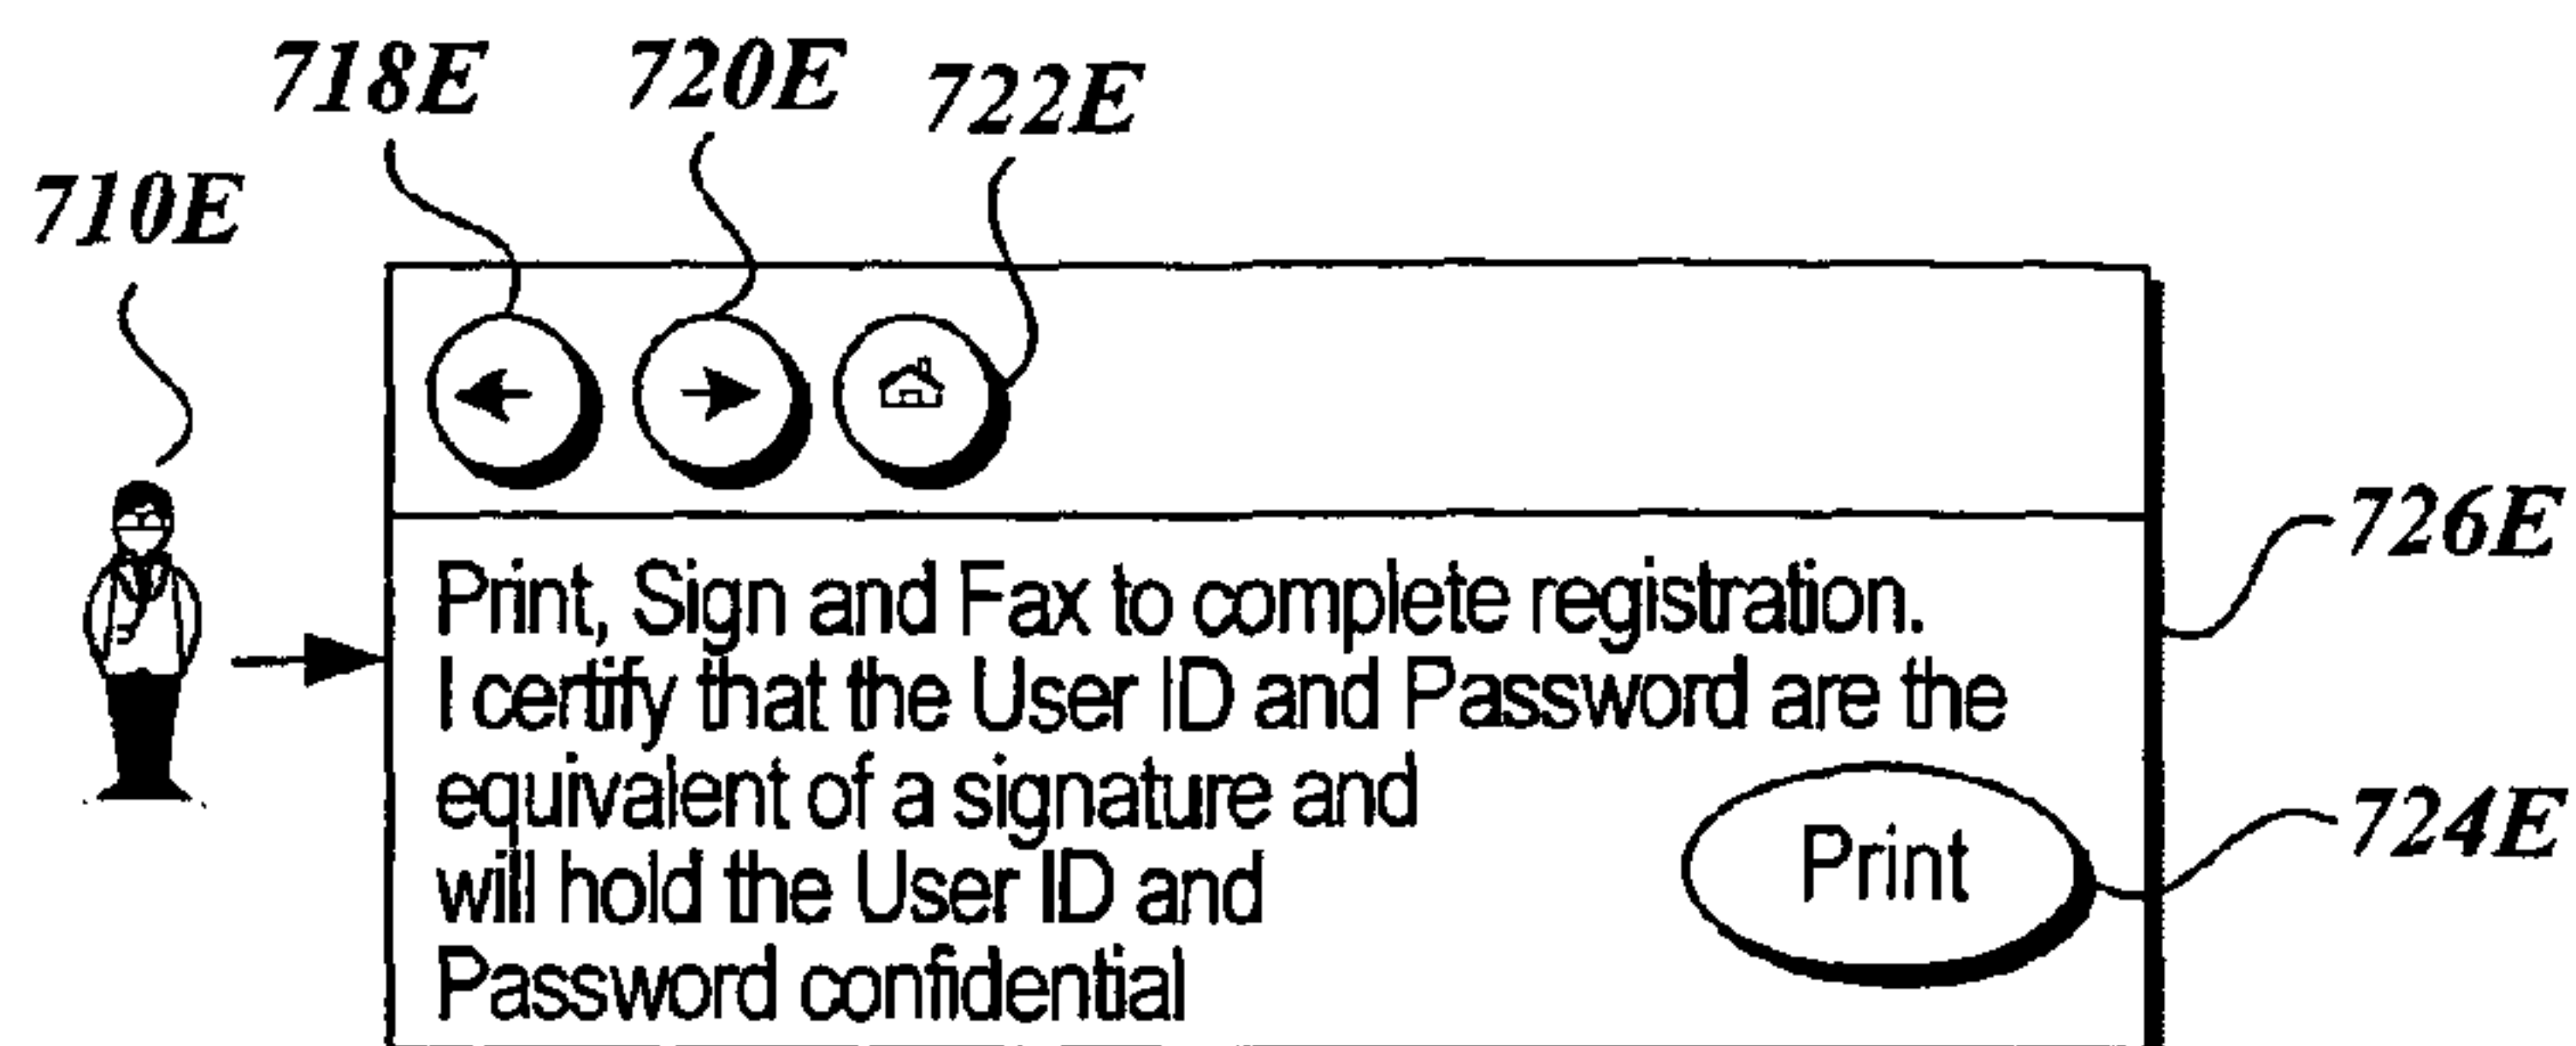 718E 720E 722E
710E
726E
Print, Sign and Fax to complete registration.
I certify that the User ID and Password are the
equivalent of a signature and
will hold the User ID and
Password confidential
Print
724E